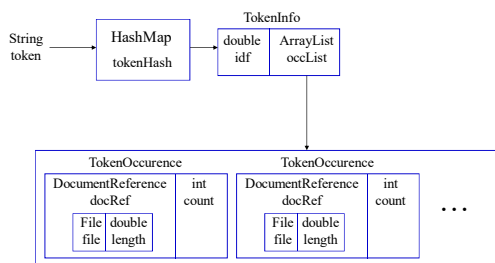 TokenInfo
String
token
HashMap
tokenHash
double
idf
ArrayList
occList
TokenOccurence
DocumentReference
docRef
File
file
double
length
int
count
TokenOccurence
DocumentReference
docRef
File
file
double
length
int
count
...